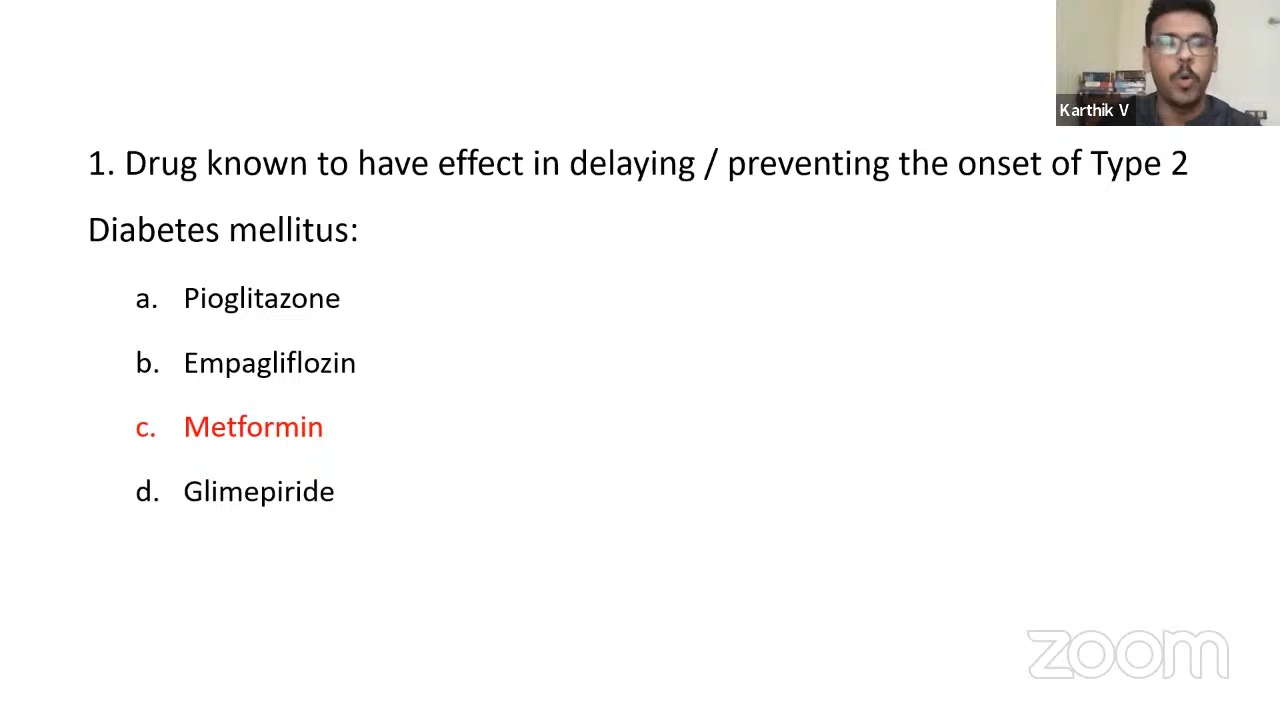 Karthik V
1. Drug known to have effect in delaying / preventing the onset of Type 2
Diabetes mellitus:
a. Pioglitazone
b. Empagliflozin
c. Metformin
d. Glimepiride
zoom